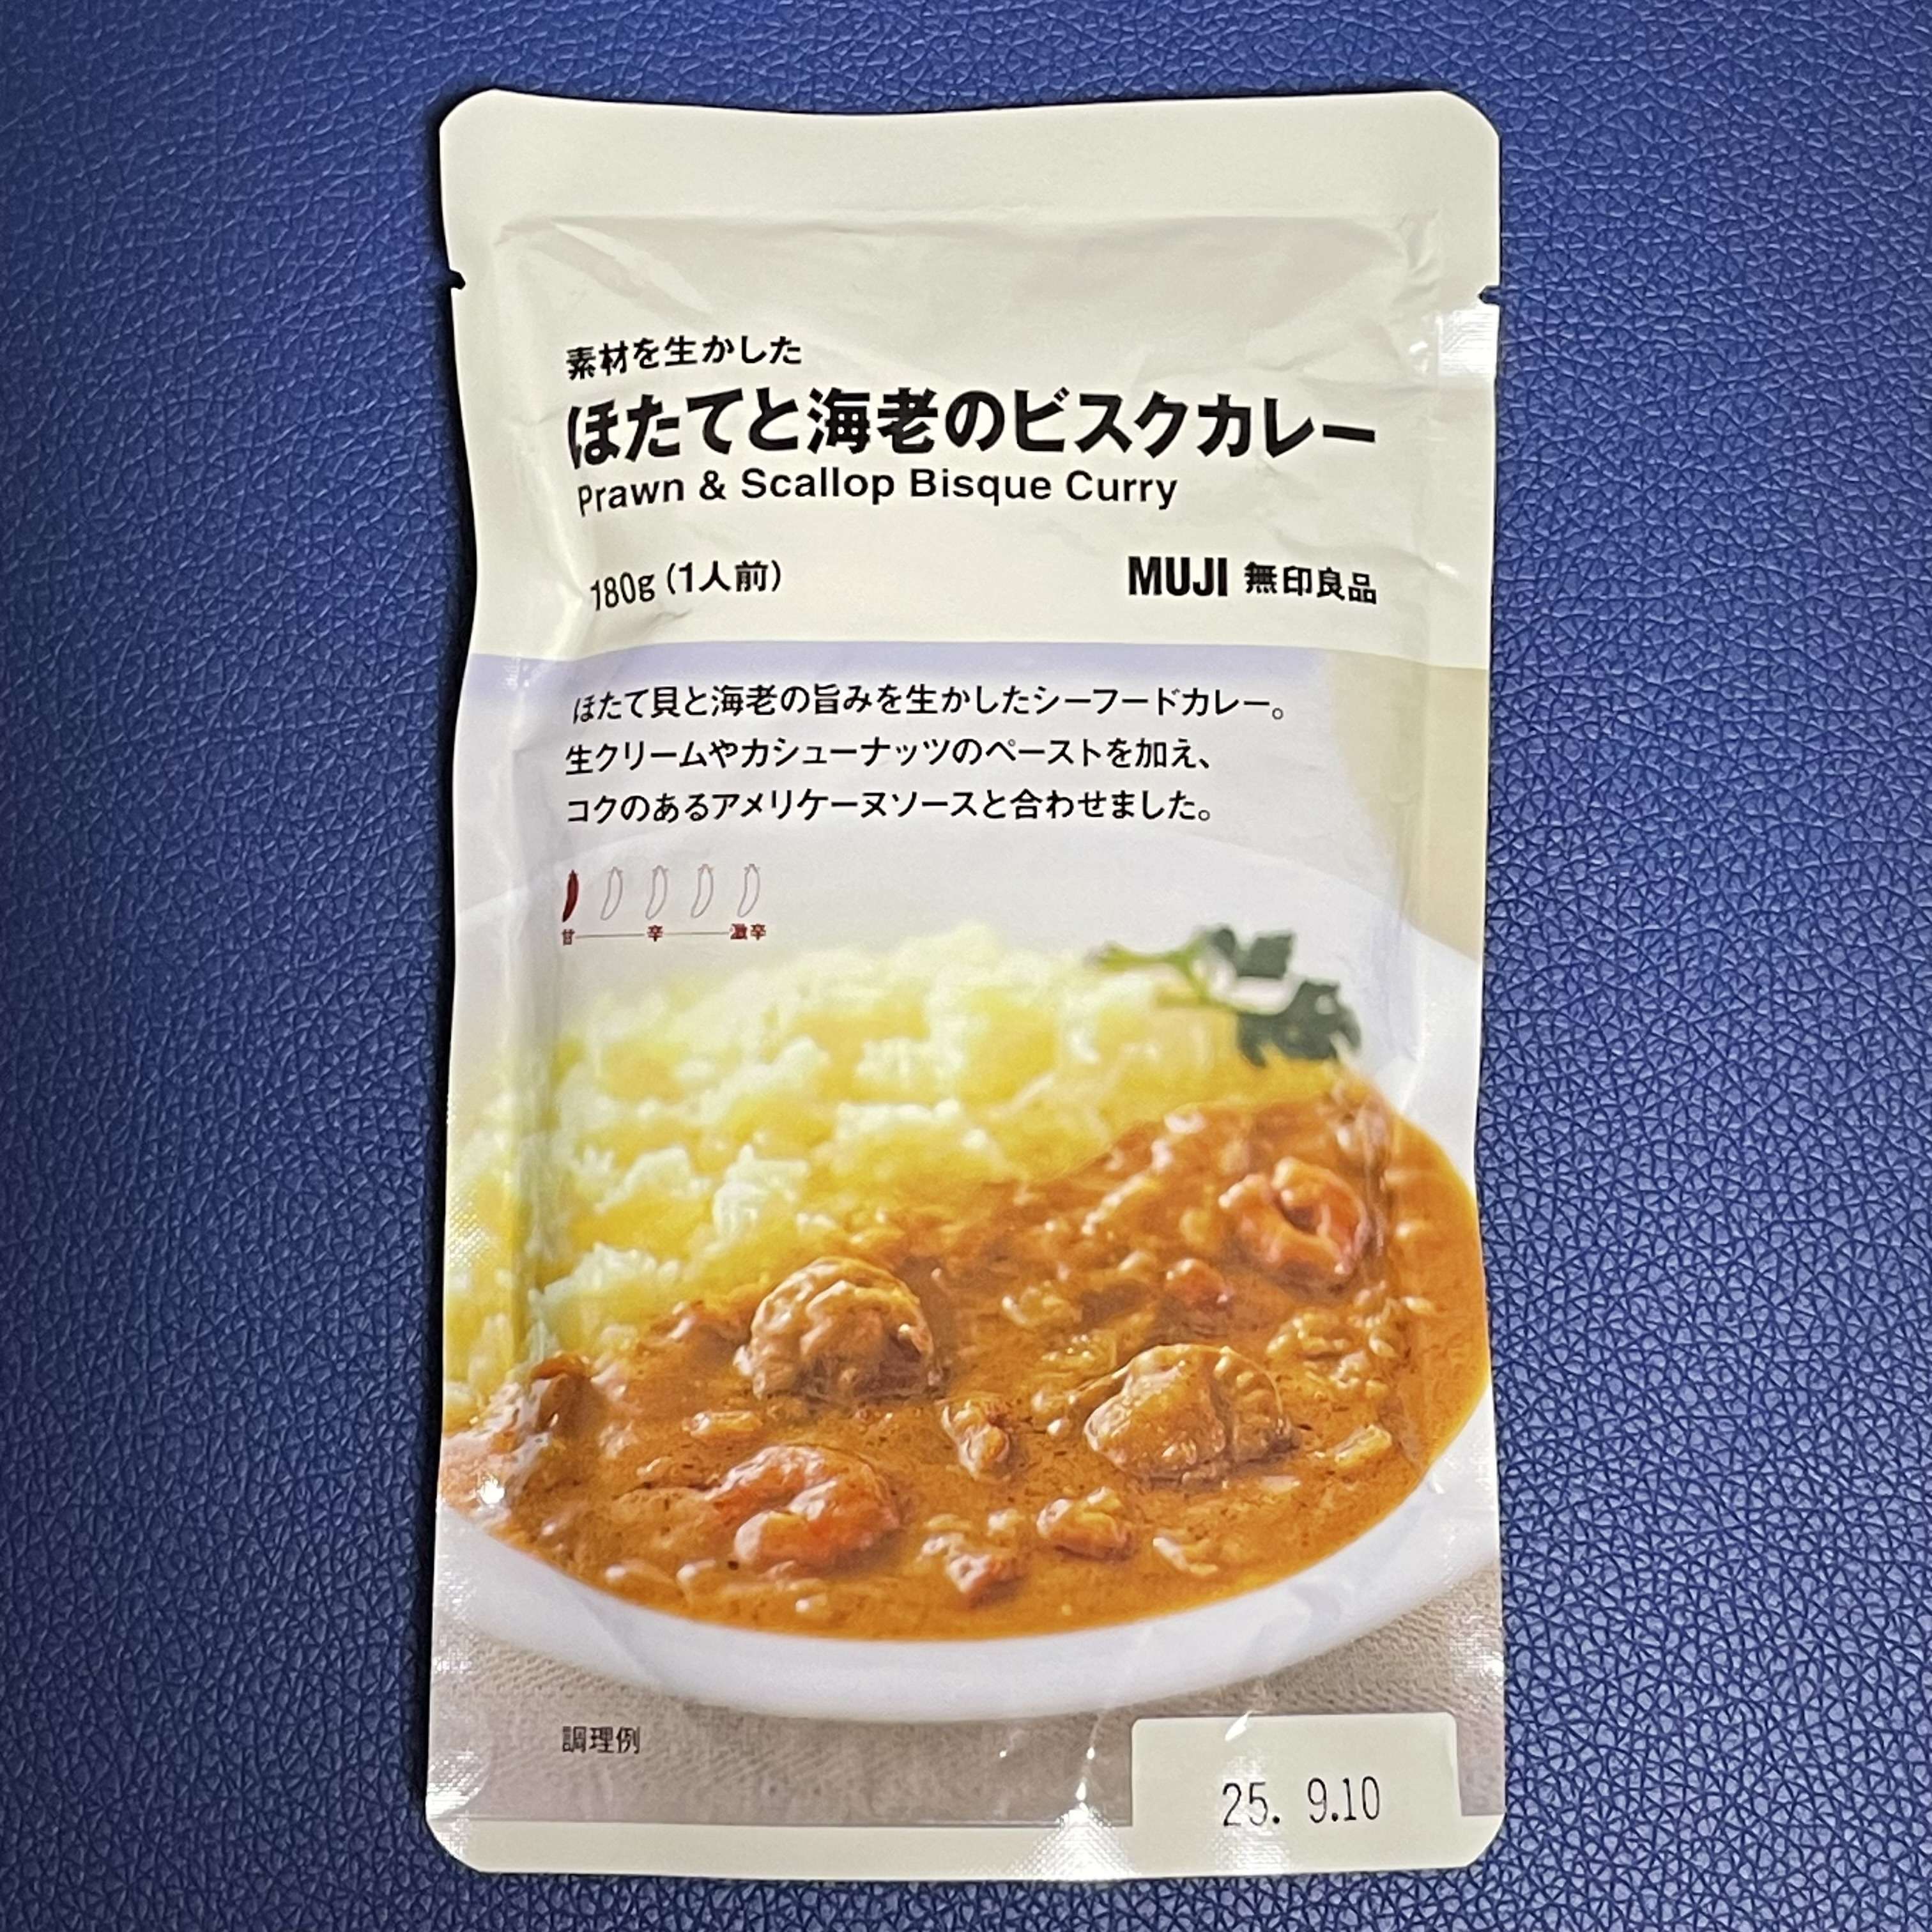 素材を生かした
ほたてと海老のビスクカレー
Prawn & Scallop Bisque Curry
180g（1人前）
MUJI 無印良品
ほたて貝と海老の旨みを生かしたシーフードカレー。
生クリームやカシューナッツのペーストを加え、
コクのあるアメリケーヌソースと合わせました。
甘 辛 激辛
調理例
25. 9.10